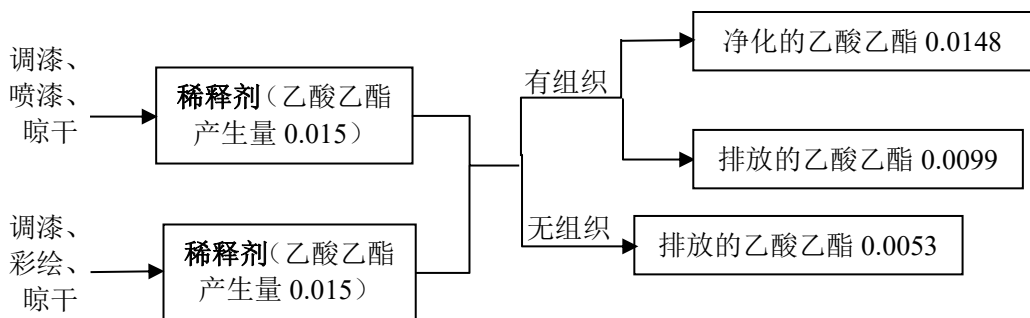 调漆、
喷漆、
晾干
稀释剂（乙酸乙酯
产生量 0.015）
调漆、
彩绘、
晾干
稀释剂（乙酸乙酯
产生量 0.015）
有组织
无组织
净化的乙酸乙酯 0.0148
排放的乙酸乙酯 0.0099
排放的乙酸乙酯 0.0053